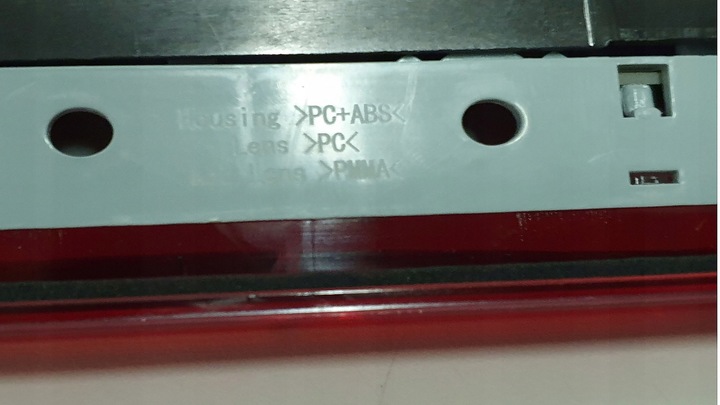 Housing >PC+ABS<
Lens >PC<
Lens >PMMA<